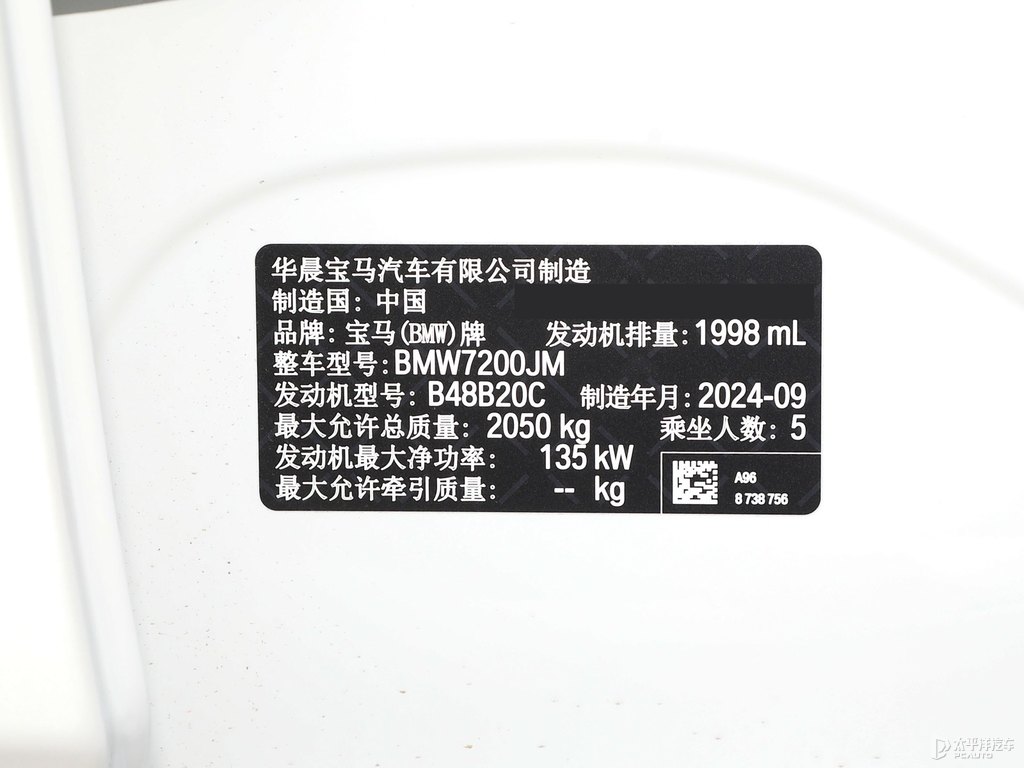 华晨宝马汽车有限公司制造
制造国：中国
品牌：宝马(BMW)牌 发动机排量：1998 mL
整车型号：BMW7200JM
发动机型号：B48B20C 制造年月：2024-09
最大允许总质量：2050 kg 乘坐人数：5
发动机最大净功率：135 kW
最大允许牵引质量：-- kg
A96
8 738 756
太平洋汽车
PCAUTO